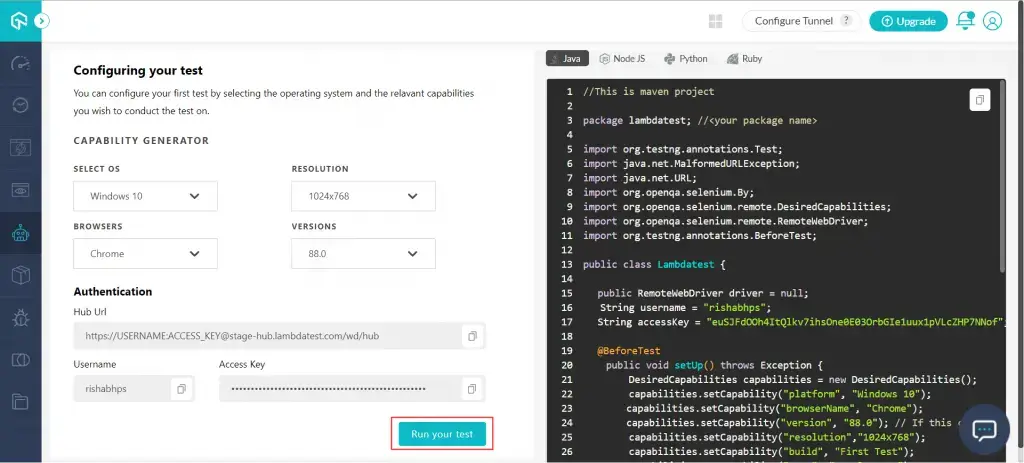 Configure Tunnel ?
Upgrade
Configuring your test
You can configure your first test by selecting the operating system and the relavant capabilities
you wish to conduct the test on.
CAPABILITY GENERATOR
SELECT OS
RESOLUTION
Windows 10
1024x768
BROWSERS
VERSIONS
Chrome
88.0
Authentication
Hub Url
https://USERNAME:ACCESS_KEY@stage-hub.lambdatest.com/wd/hub
Username
Access Key
rishabhps
••••••••••••••••••••••••••••••••••••••••••••••••••
Run your test
Java
Node JS
Python
Ruby
1 //This is maven project
2
3 package lambdatest; //<your package name>
4
5 import org.testng.annotations.Test;
6 import java.net.MalformedURLException;
7 import java.net.URL;
8 import org.openqa.selenium.By;
9 import org.openqa.selenium.remote.DesiredCapabilities;
10 import org.openqa.selenium.remote.RemoteWebDriver;
11 import org.testng.annotations.BeforeTest;
12
13 public class Lambdatest {
14
15 public RemoteWebDriver driver = null;
16 String username = "rishabhps";
17 String accessKey = "euSJFdOOh4ItQlkv7ihsOne0E03OrbGIe1uux1pVLcZHP7NNof";
18
19 @BeforeTest
20 public void setUp() throws Exception {
21 DesiredCapabilities capabilities = new DesiredCapabilities();
22 capabilities.setCapability("platform", "Windows 10");
23 capabilities.setCapability("browserName", "Chrome");
24 capabilities.setCapability("version", "88.0"); // If this
25 capabilities.setCapability("resolution","1024x768");
26 capabilities.setCapability("build", "First Test");